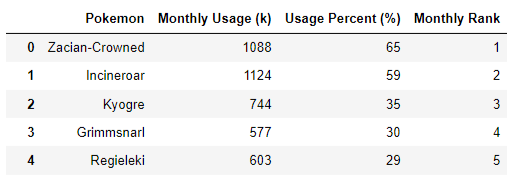 Pokemon Monthly Usage (k) Usage Percent (%) Monthly Rank
0 Zacian-Crowned 1088 65 1
1 Incineroar 1124 59 2
2 Kyogre 744 35 3
3 Grimmsnarl 577 30 4
4 Regieleki 603 29 5